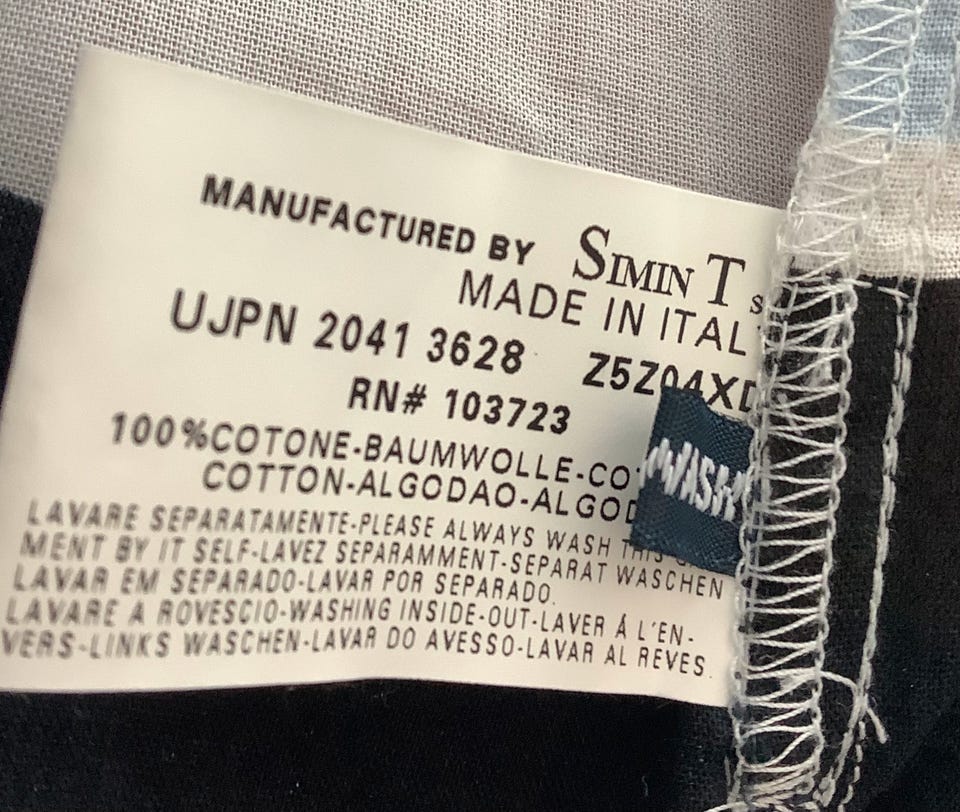 MANUFACTURED BY SIMIN T
MADE IN ITAL
UJPN 2041 3628 Z5Z04X
RN# 103723
100%COTONE-BAUMWOLLE-CO
COTTON-ALGODAO-ALGOD
LAVARE SEPARATAMENTE-PLEASE ALWAYS WASH THIS
MENT BY IT SELF-LAVEZ SEPARAMMENT-SEPARAT WASCHEN
LAVAR EM SEPARADO-LAVAR POR SEPARADO.
LAVARE A ROVESCIO-WASHING INSIDE-OUT-LAVER Á L'EN-
VERS-LINKS WASCHEN-LAVAR DO AVESSO-LAVAR AL REVES.
WASH